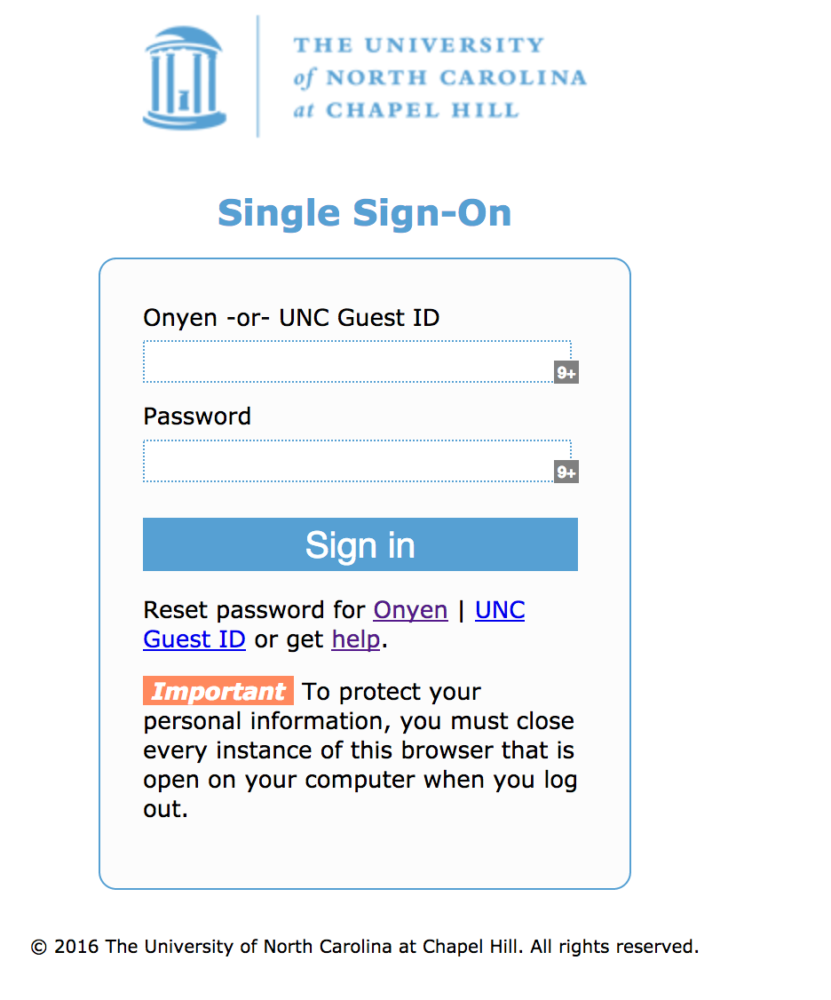 THE UNIVERSITY
of NORTH CAROLINA
at CHAPEL HILL
Single Sign-On
Onyen -or- UNC Guest ID
9+
Password
9+
Sign in
Reset password for Onyen | UNC
Guest ID or get help.
Important To protect your
personal information, you must close
every instance of this browser that is
open on your computer when you log
out.
© 2016 The University of North Carolina at Chapel Hill. All rights reserved.